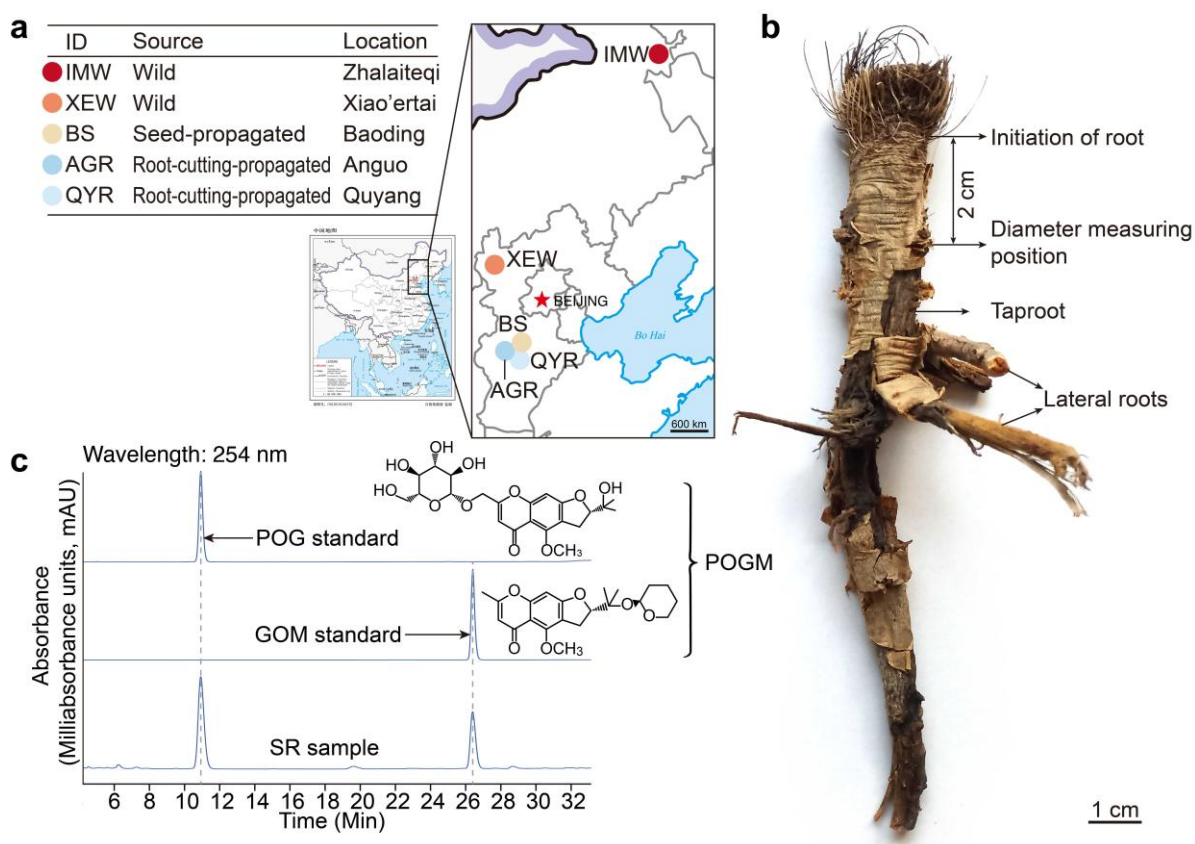 a
ID Source Location
IMW Wild Zhalaiteqi
XEW Wild Xiao'ertai
BS Seed-propagated Baoding
AGR Root-cutting-propagated Anguo
QYR Root-cutting-propagated Quyang
中国地图
IMW
XEW
BEIJING
BS
QYR
AGR
Bo Hai
600 km
b
Initiation of root
2 cm
Diameter measuring
position
Taproot
Lateral roots
1 cm
c
Wavelength: 254 nm
Absorbance
(Milliabsorbance units, mAU)
POG standard
OH
HO
OH
HO
O
O
O
O
O
OH
O
OCH3
GOM standard
O
O
O
O
O
OCH3
POGM
SR sample
6 8 10 12 14 16 18 20 22 24 26 28 30 32
Time (Min)